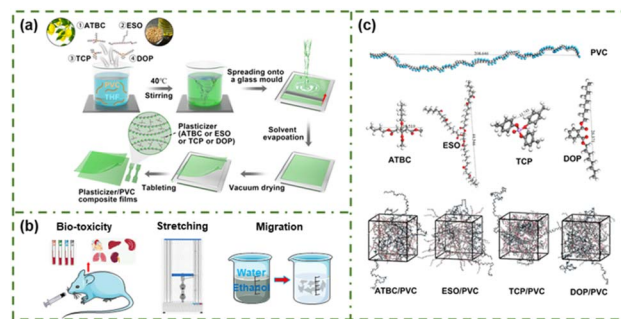 (a)
①ATBC ②ESO
③TCP ④DOP
THF
40℃
Stirring
Spreading onto
a glass mould
Solvent
evapoation
Vacuum drying
Tableting
Plasticizer
(ATBC or ESO
or TCP or DOP)
Plasticizer/PVC
composite films
(b)
Bio-toxicity
Stretching
Migration
Water
Ethanol
(c)
PVC
ATBC
ESO
TCP
DOP
ATBC/PVC
ESO/PVC
TCP/PVC
DOP/PVC